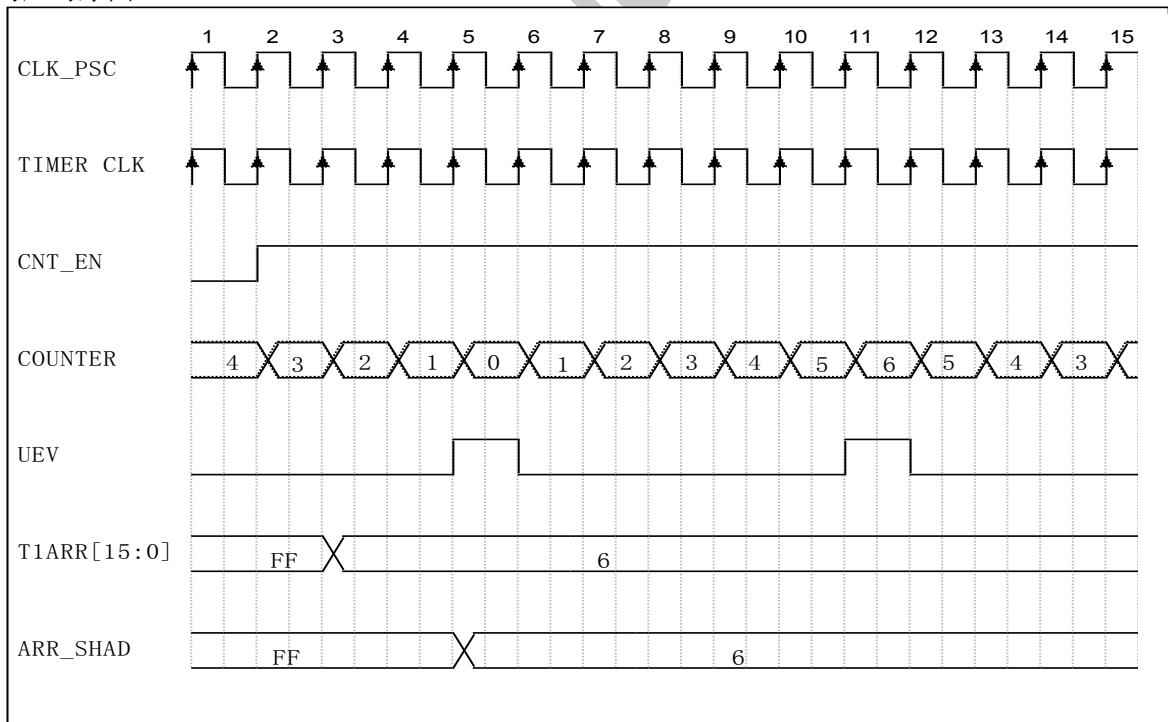 1 2 3 4 5 6 7 8 9 10 11 12 13 14 15
CLK_PSC
TIMER CLK
CNT_EN
COUNTER 4 3 2 1 0 1 2 3 4 5 6 5 4 3
UEV
T1ARR[15:0] FF 6
ARR_SHAD FF 6